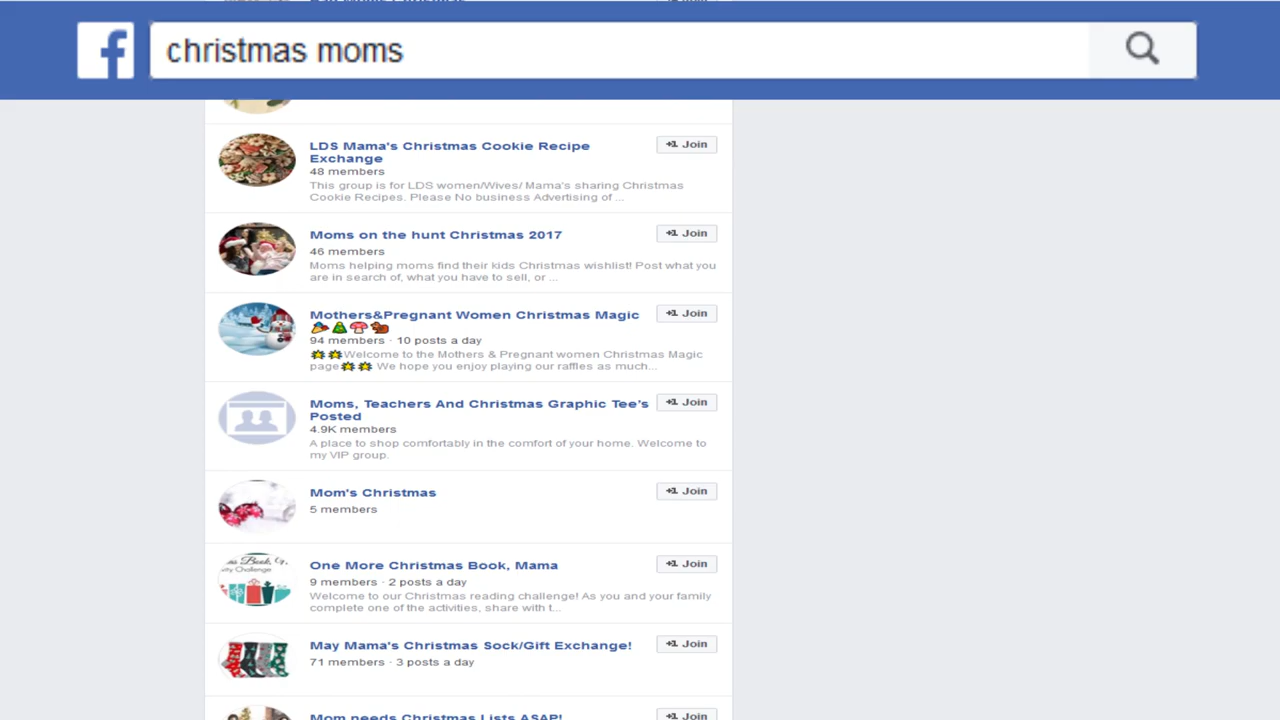 christmas moms
LDS Mama's Christmas Cookie Recipe
Exchange
+1 Join
48 members
This group is for LDS women/Wives/ Mama's sharing Christmas
Cookie Recipes. Please No business Advertising of ...
Moms on the hunt Christmas 2017
+1 Join
46 members
Moms helping moms find their kids Christmas wishlist! Post what you
are in search of, what you have to sell, or ...
Mothers&Pregnant Women Christmas Magic
+1 Join
94 members · 10 posts a day
Welcome to the Mothers & Pregnant women Christmas Magic
page We hope you enjoy playing our raffles as much...
Moms, Teachers And Christmas Graphic Tee's
Posted
+1 Join
4.9K members
A place to shop comfortably in the comfort of your home. Welcome to
my VIP group.
Mom's Christmas
+1 Join
5 members
One More Christmas Book, Mama
+1 Join
9 members · 2 posts a day
Welcome to our Christmas reading challenge! As you and your family
complete one of the activities, share with t...
May Mama's Christmas Sock/Gift Exchange!
+1 Join
71 members · 3 posts a day
Mom needs Christmas Lists ASAP!
+1 Join